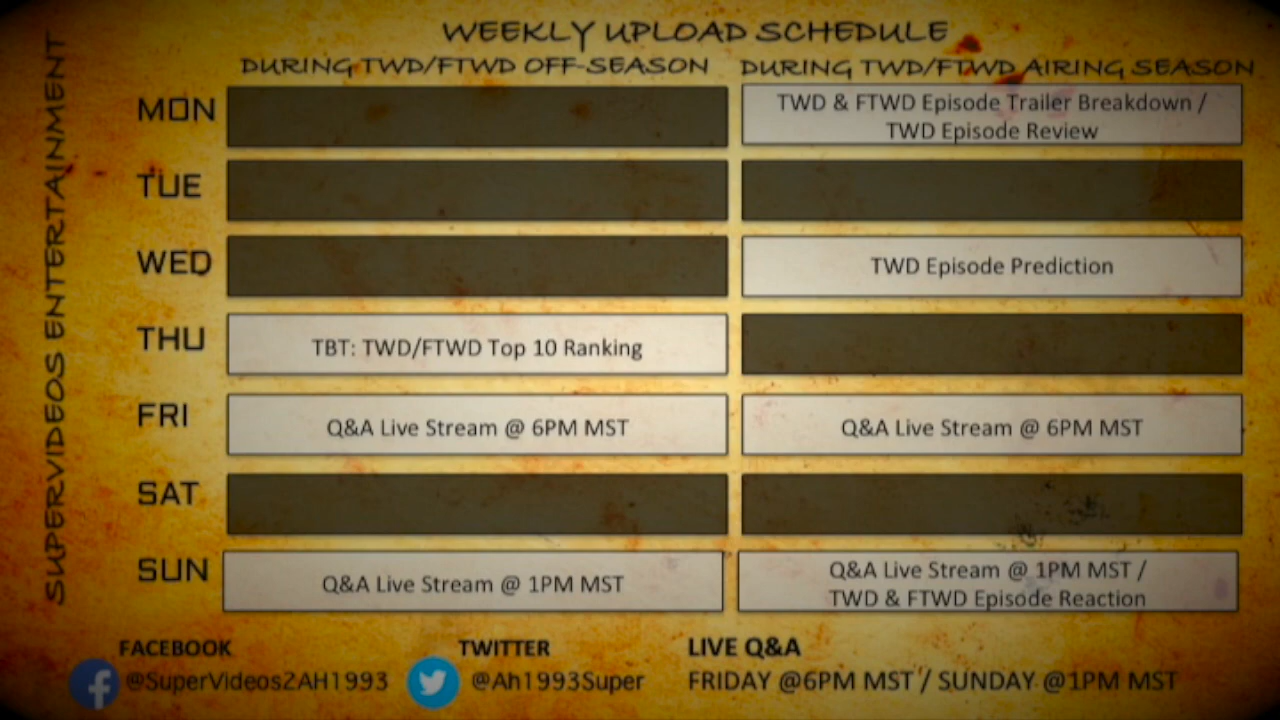 WEEKLY UPLOAD SCHEDULE
DURING TWD/FTWD OFF-SEASON
DURING TWD/FTWD AIRING SEASON
SUPERVIDEOS ENTERTAINMENT
MON
TWD & FTWD Episode Trailer Breakdown /
TWD Episode Review
TUE
WED
TWD Episode Prediction
THU
TBT: TWD/FTWD Top 10 Ranking
FRI
Q&A Live Stream @ 6PM MST
Q&A Live Stream @ 6PM MST
SAT
SUN
Q&A Live Stream @ 1PM MST
Q&A Live Stream @ 1PM MST /
TWD & FTWD Episode Reaction
FACEBOOK
@SuperVideos2AH1993
TWITTER
@Ah1993Super
LIVE Q&A
FRIDAY @6PM MST / SUNDAY @1PM MST